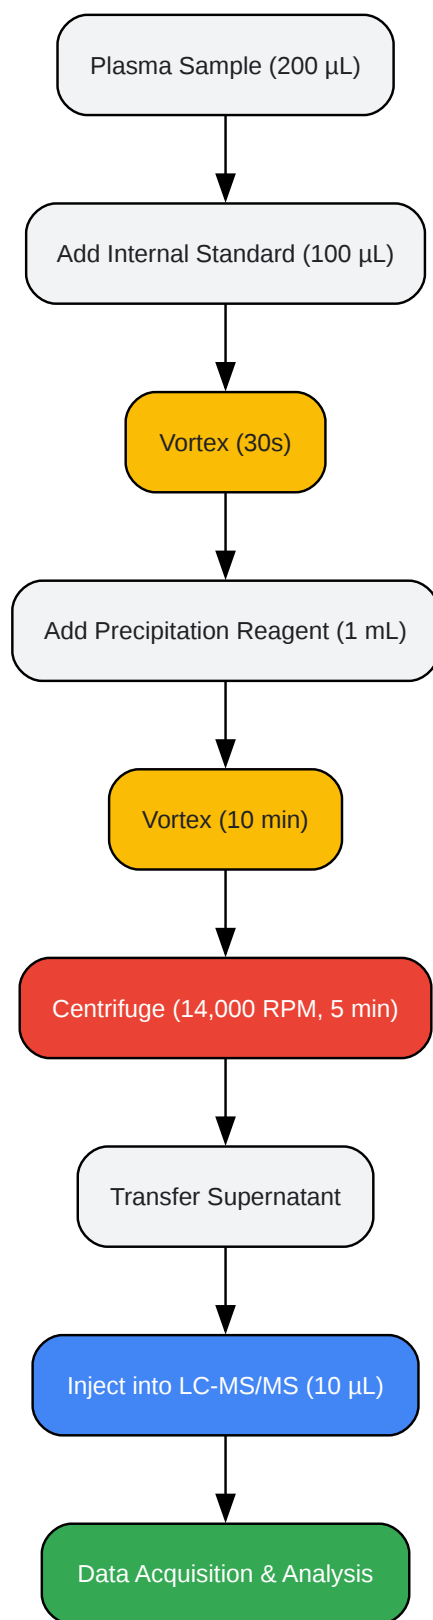 Plasma Sample (200 µL)
Add Internal Standard (100 µL)
Vortex (30s)
Add Precipitation Reagent (1 mL)
Vortex (10 min)
Centrifuge (14,000 RPM, 5 min)
Transfer Supernatant
Inject into LC-MS/MS (10 µL)
Data Acquisition & Analysis